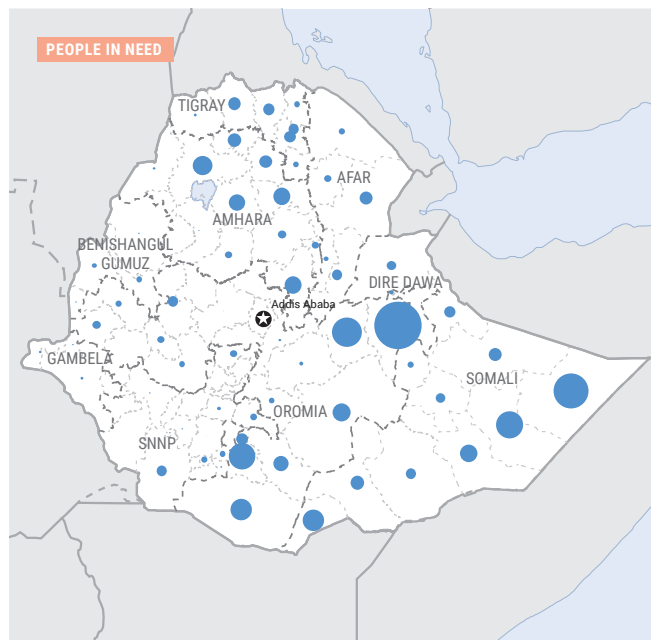 PEOPLE IN NEED
TIGRAY
AFAR
AMHARA
BENISHANGUL
GUMUZ
DIRE DAWA
Addis Ababa
GAMBELA
SOMALI
OROMIA
SNNP